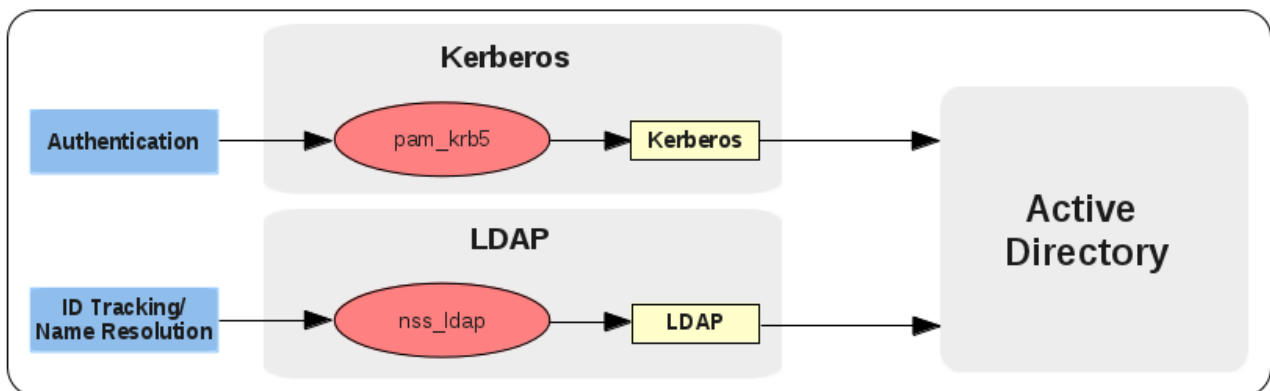 Kerberos
Authentication
pam_krb5
Kerberos
Active
Directory
LDAP
ID Tracking/
Name Resolution
nss_ldap
LDAP